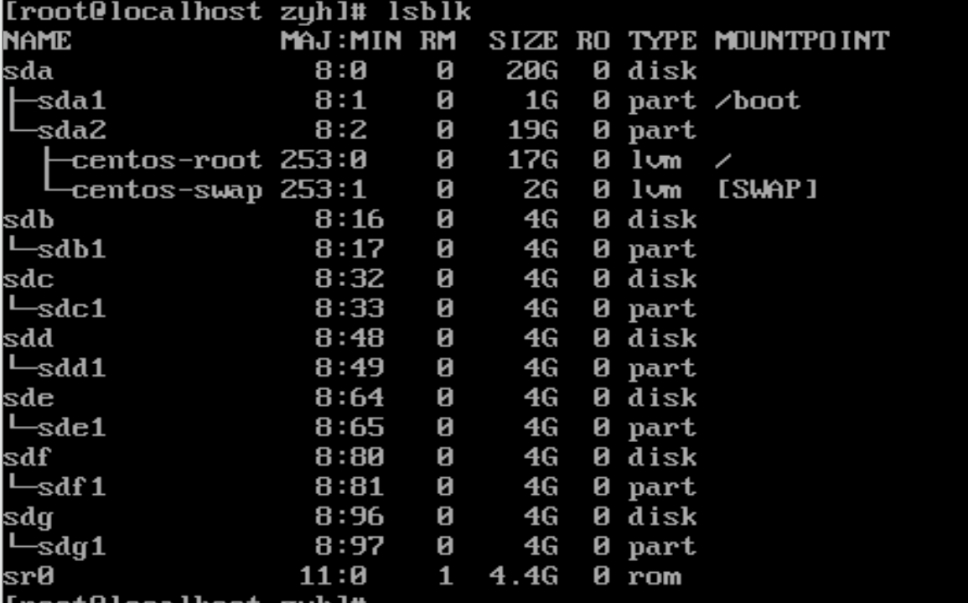 [root@localhost zyh]# lsblk
NAME            MAJ:MIN RM  SIZE RO TYPE MOUNTPOINT
sda               8:0    0   20G  0 disk
├─sda1            8:1    0    1G  0 part /boot
└─sda2            8:2    0   19G  0 part
  ├─centos-root 253:0    0   17G  0 lvm  /
  └─centos-swap 253:1    0    2G  0 lvm  [SWAP]
sdb               8:16   0    4G  0 disk
└─sdb1            8:17   0    4G  0 part
sdc               8:32   0    4G  0 disk
└─sdc1            8:33   0    4G  0 part
sdd               8:48   0    4G  0 disk
└─sdd1            8:49   0    4G  0 part
sde               8:64   0    4G  0 disk
└─sde1            8:65   0    4G  0 part
sdf               8:80   0    4G  0 disk
└─sdf1            8:81   0    4G  0 part
sdg               8:96   0    4G  0 disk
└─sdg1            8:97   0    4G  0 part
sr0              11:0    1  4.4G  0 rom
[root@localhost zyh]#